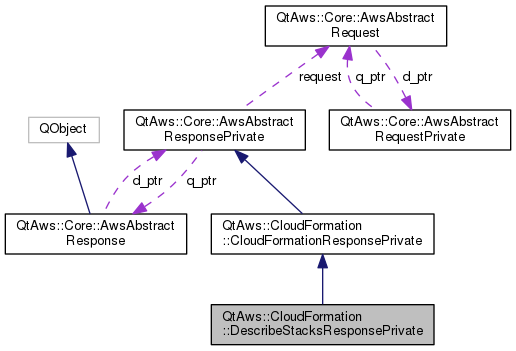 QtAws::Core::AwsAbstract
Request
request
q_ptr
d_ptr
QObject
QtAws::Core::AwsAbstract
ResponsePrivate
QtAws::Core::AwsAbstract
RequestPrivate
d_ptr
q_ptr
QtAws::Core::AwsAbstract
Response
QtAws::CloudFormation
::CloudFormationResponsePrivate
QtAws::CloudFormation
::DescribeStacksResponsePrivate